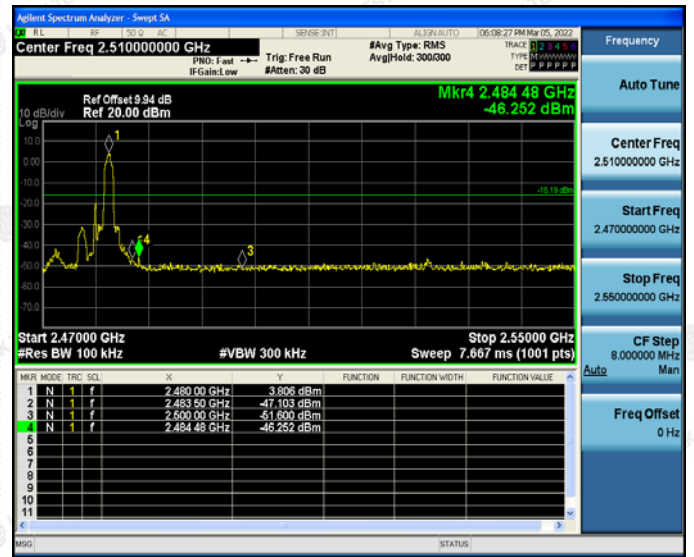 Agilent Spectrum Analyzer - Swept SA
RL RF 50 Ω AC SENSE:INT ALIGNAUTO 06:08:27 PM Mar 05, 2022
Center Freq 2.510000000 GHz
PNO: Fast
IFGain:Low
Trig: Free Run
#Atten: 30 dB
#Avg Type: RMS
Avg|Hold: 300/300
TRACE 1 2 3 4 5 6
TYPE MWWWWW
DET P P P P P P
Ref Offset 9.94 dB
10 dB/div Ref 20.00 dBm
Log
Mkr4 2.484 48 GHz
-46.252 dBm
10.0
0.00
-10.0
-20.0
-30.0
-40.0
-50.0
-60.0
-70.0
1
4
3
-16.19 dBm
Start 2.47000 GHz Stop 2.55000 GHz
#Res BW 100 kHz #VBW 300 kHz Sweep 7.667 ms (1001 pts)
MKR MODE TRC SCL X Y FUNCTION FUNCTION WIDTH FUNCTION VALUE
1 N 1 f 2.480 00 GHz 3.806 dBm
2 N 1 f 2.483 50 GHz -47.103 dBm
3 N 1 f 2.500 00 GHz -51.600 dBm
4 N 1 f 2.484 48 GHz -46.252 dBm
5
6
7
8
9
10
11
MSG STATUS
Frequency
Auto Tune
Center Freq
2.510000000 GHz
Start Freq
2.470000000 GHz
Stop Freq
2.550000000 GHz
CF Step
8.000000 MHz
Auto Man
Freq Offset
0 Hz